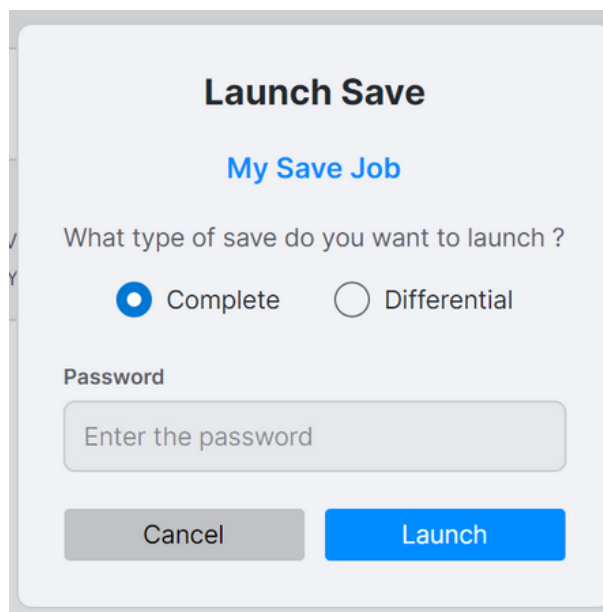 Launch Save
My Save Job
What type of save do you want to launch ?
Complete Differential
Password
Enter the password
Cancel Launch